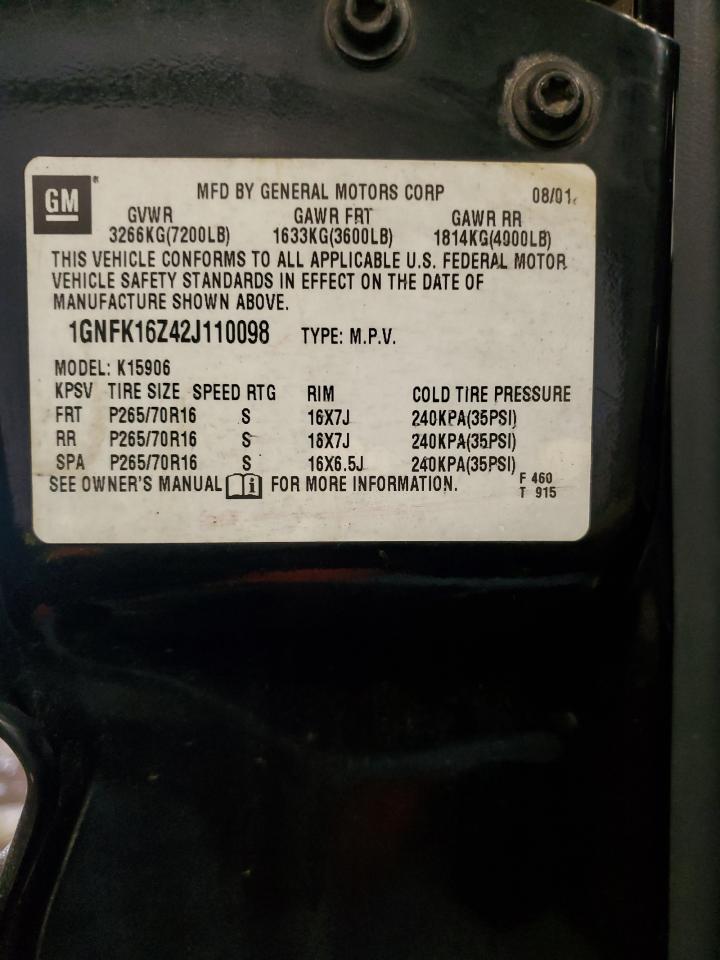 GM
MFD BY GENERAL MOTORS CORP 08/01
GVWR GAWR FRT GAWR RR
3266KG(7200LB) 1633KG(3600LB) 1814KG(4000LB)
THIS VEHICLE CONFORMS TO ALL APPLICABLE U.S. FEDERAL MOTOR
VEHICLE SAFETY STANDARDS IN EFFECT ON THE DATE OF
MANUFACTURE SHOWN ABOVE.
1GNFK16Z42J110098 TYPE: M.P.V.
MODEL: K15906
KPSV TIRE SIZE SPEED RTG RIM COLD TIRE PRESSURE
FRT P265/70R16 S 16X7J 240KPA(35PSI)
RR P265/70R16 S 16X7J 240KPA(35PSI)
SPA P265/70R16 S 16X6.5J 240KPA(35PSI)
SEE OWNER'S MANUAL FOR MORE INFORMATION.
F 460
T 915